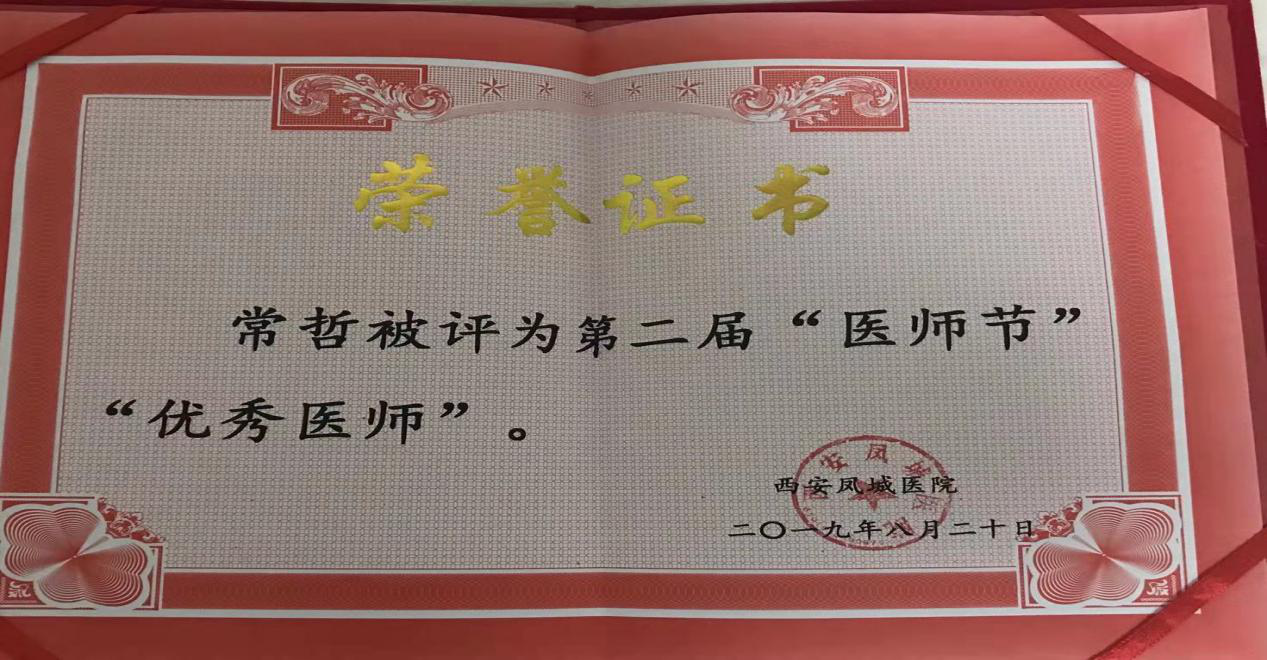 荣誉证书
常哲被评为第二届“医师节”
“优秀医师”。
西安凤城医院
二〇一九年八月二十日